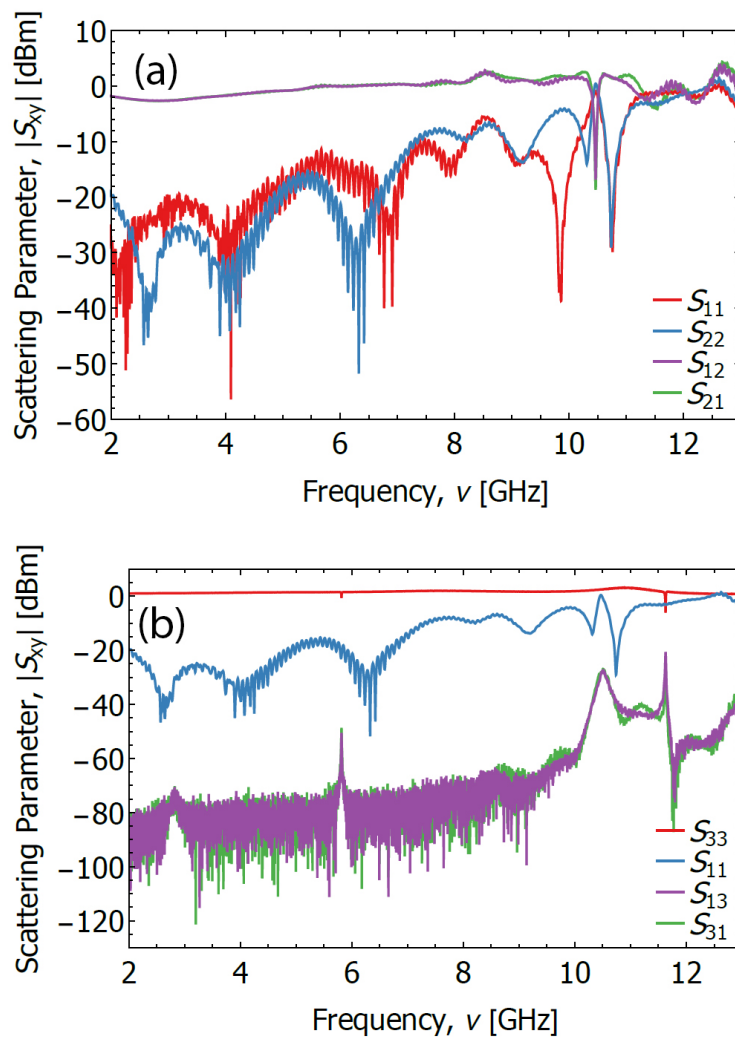 10
0
−10
−20
−30
−40
−50
−60
Scattering Parameter, |Sxy| [dBm]
(a)
S11
S22
S12
S21
2 4 6 8 10 12
Frequency, ν [GHz]
0
−20
−40
−60
−80
−100
−120
Scattering Parameter, |Sxy| [dBm]
(b)
S33
S11
S13
S31
2 4 6 8 10 12
Frequency, ν [GHz]